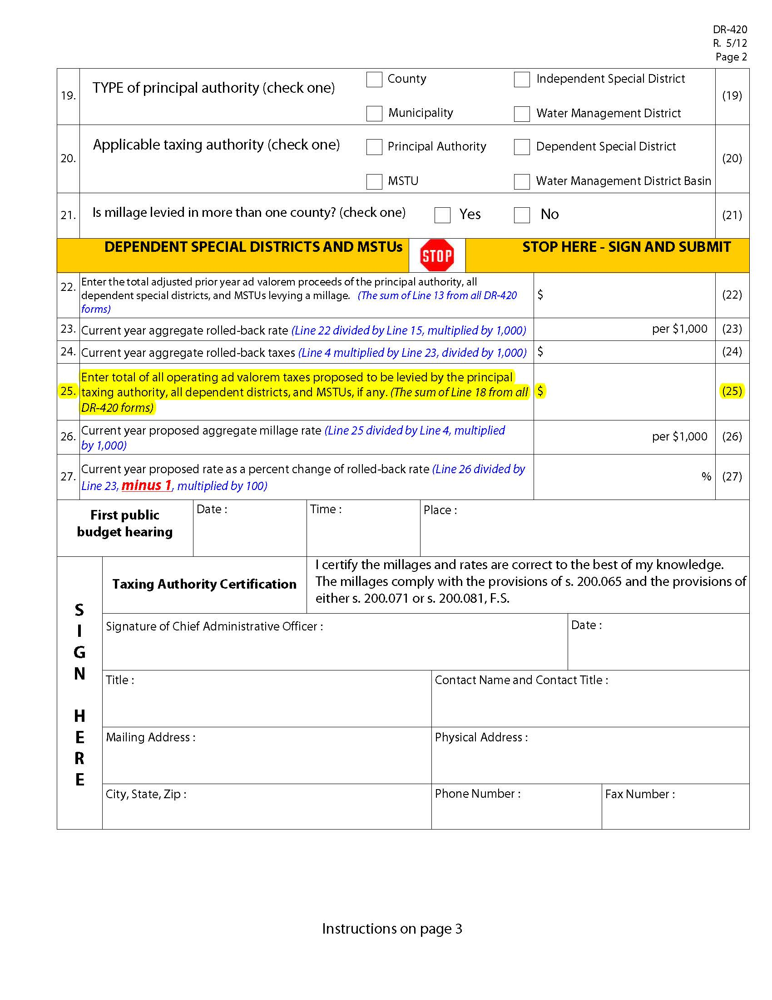 DR-420
R. 5/12
Page 2
19. TYPE of principal authority (check one) County Independent Special District (19)
Municipality Water Management District
20. Applicable taxing authority (check one) Principal Authority Dependent Special District (20)
MSTU Water Management District Basin
21. Is millage levied in more than one county? (check one) Yes No (21)
DEPENDENT SPECIAL DISTRICTS AND MSTUs STOP STOP HERE - SIGN AND SUBMIT
22. Enter the total adjusted prior year ad valorem proceeds of the principal authority, all
dependent special districts, and MSTUs levying a millage. (The sum of Line 13 from all DR-420 $ (22)
forms)
23. Current year aggregate rolled-back rate (Line 22 divided by Line 15, multiplied by 1,000) per $1,000 (23)
24. Current year aggregate rolled-back taxes (Line 4 multiplied by Line 23, divided by 1,000) $ (24)
Enter total of all operating ad valorem taxes proposed to be levied by the principal
25. taxing authority, all dependent districts, and MSTUs, if any. (The sum of Line 18 from all $ (25)
DR-420 forms)
26. Current year proposed aggregate millage rate (Line 25 divided by Line 4, multiplied per $1,000 (26)
by 1,000)
27. Current year proposed rate as a percent change of rolled-back rate (Line 26 divided by % (27)
Line 23, minus 1, multiplied by 100)
First public
budget hearing
Date :
Time :
Place :
SIGN HERE
Taxing Authority Certification
I certify the millages and rates are correct to the best of my knowledge.
The millages comply with the provisions of s. 200.065 and the provisions of
either s. 200.071 or s. 200.081, F.S.
Signature of Chief Administrative Officer : Date :
Title : Contact Name and Contact Title :
Mailing Address : Physical Address :
City, State, Zip : Phone Number : Fax Number :
Instructions on page 3